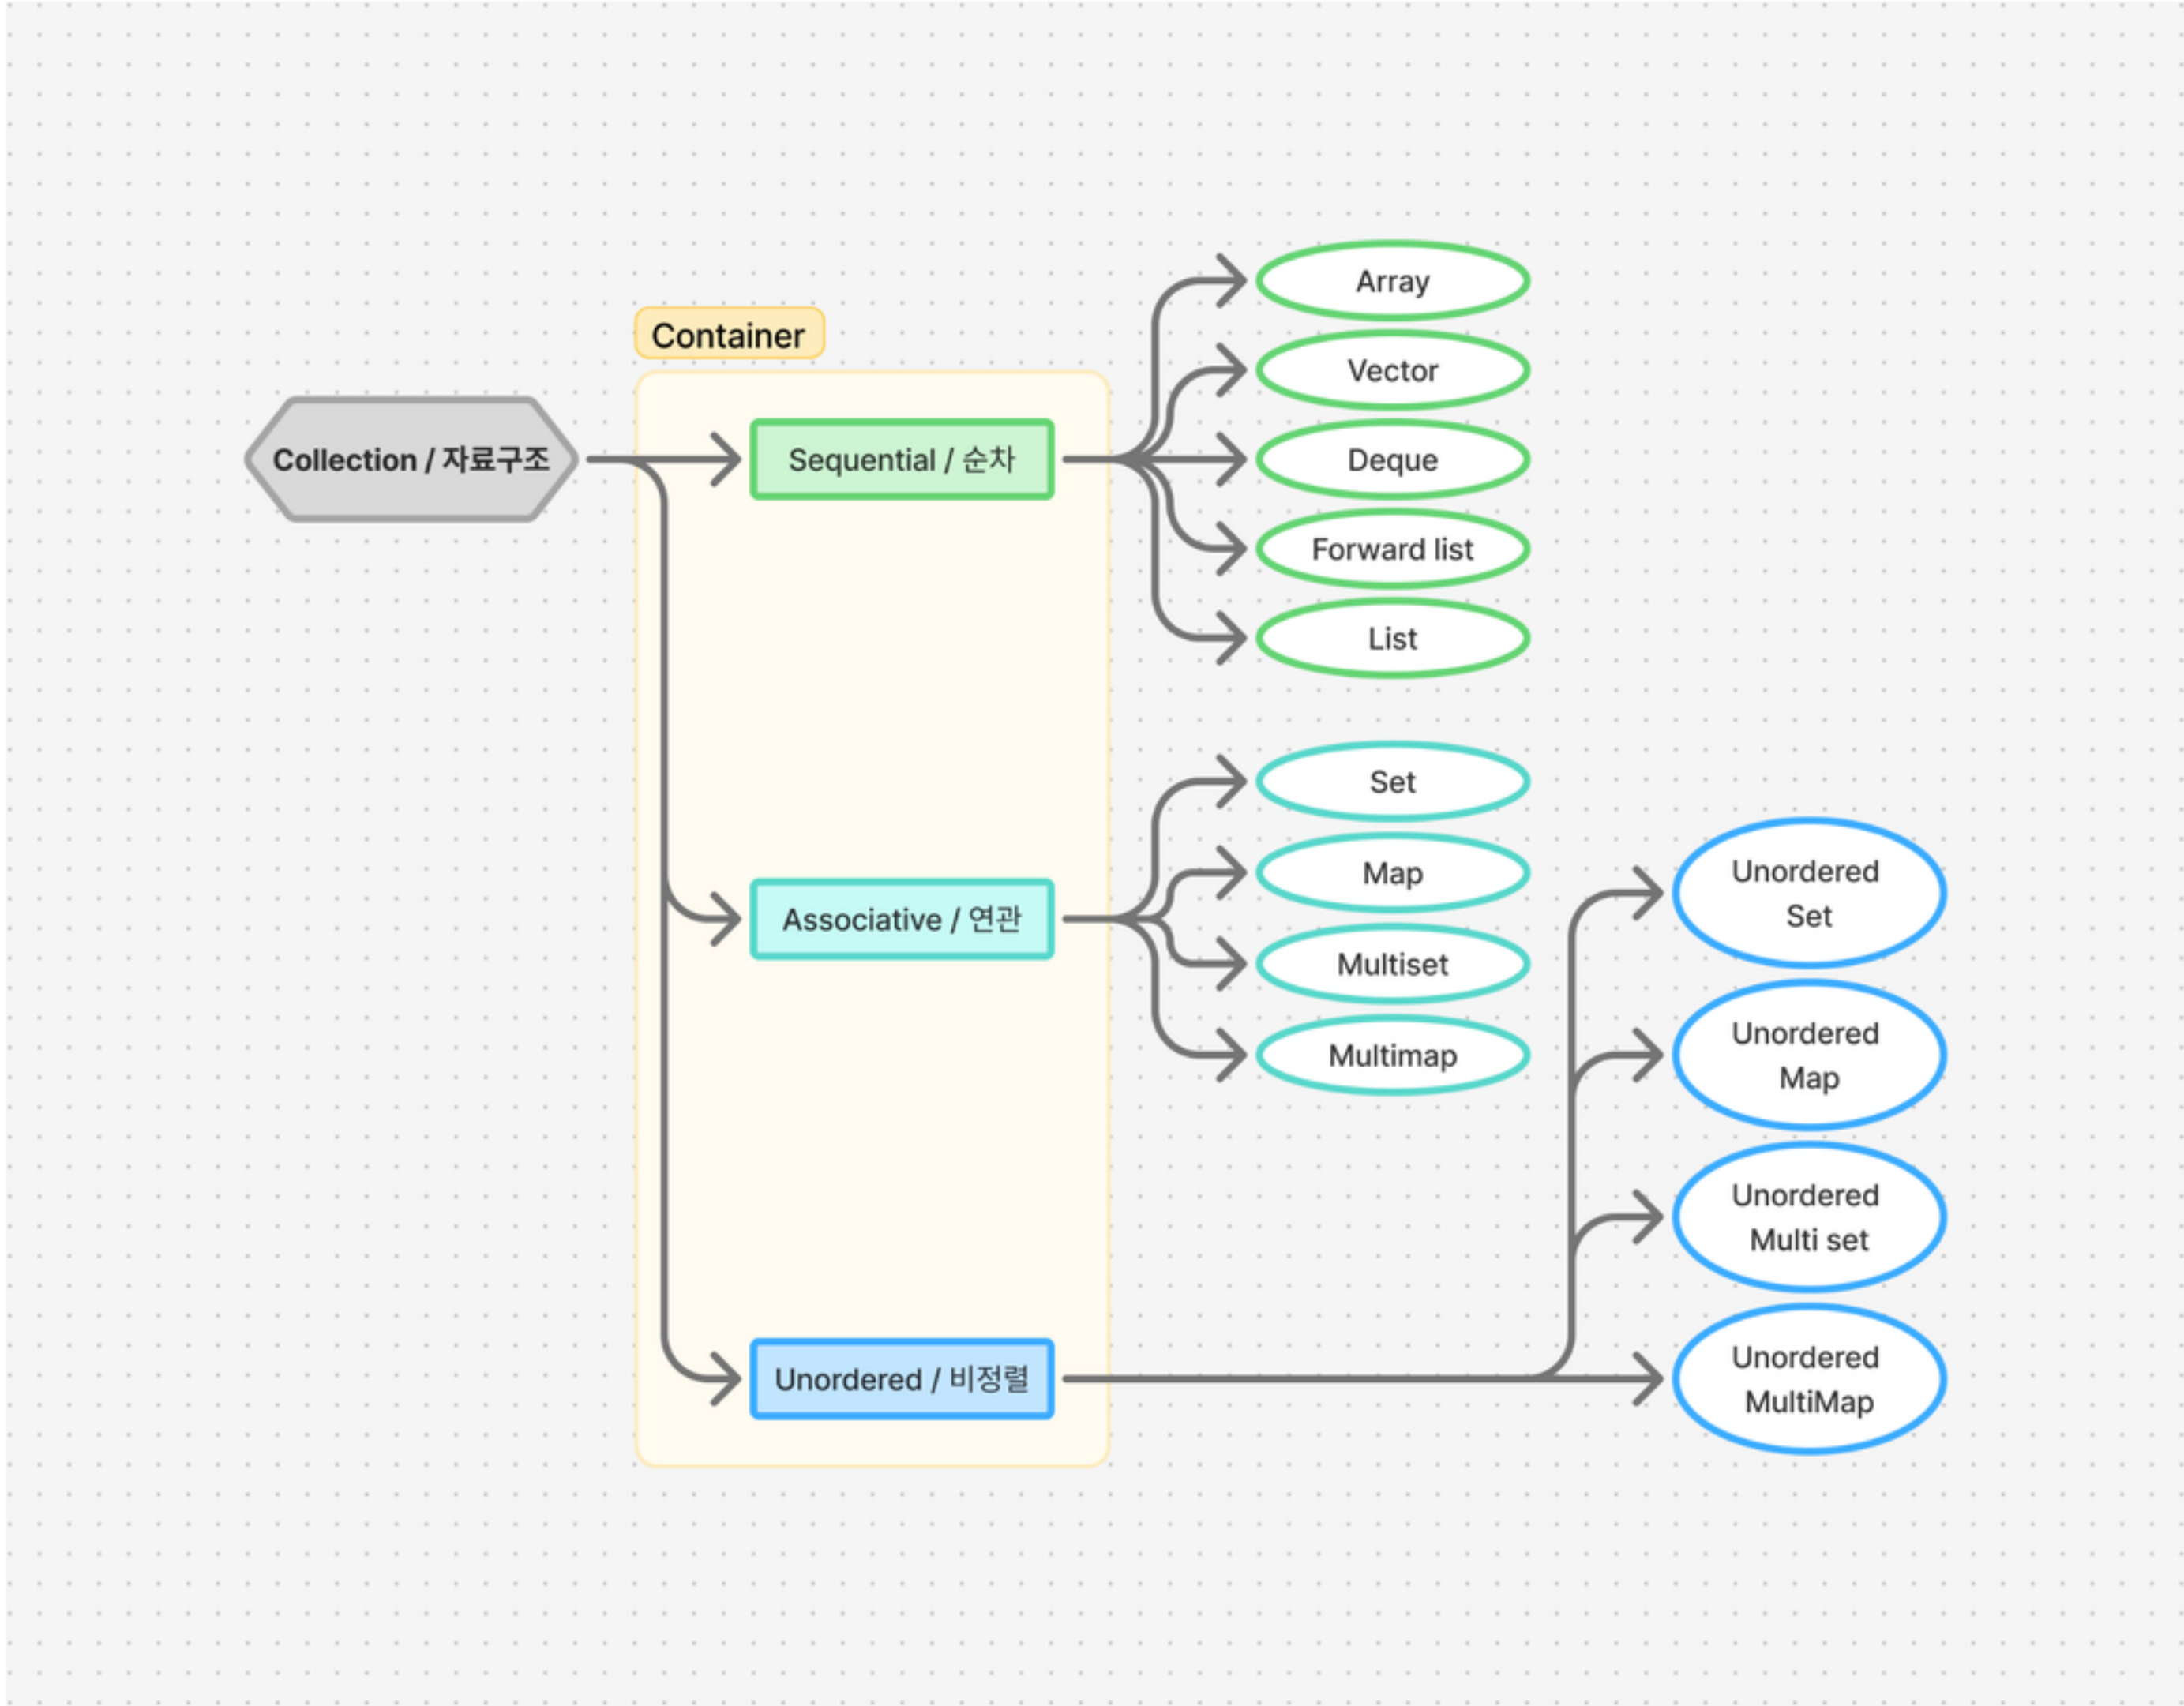 Container
Collection / 자료구조
Sequential / 순차
Array
Vector
Deque
Forward list
List
Associative / 연관
Set
Map
Multiset
Multimap
Unordered / 비정렬
Unordered
Set
Unordered
Map
Unordered
Multi set
Unordered
MultiMap